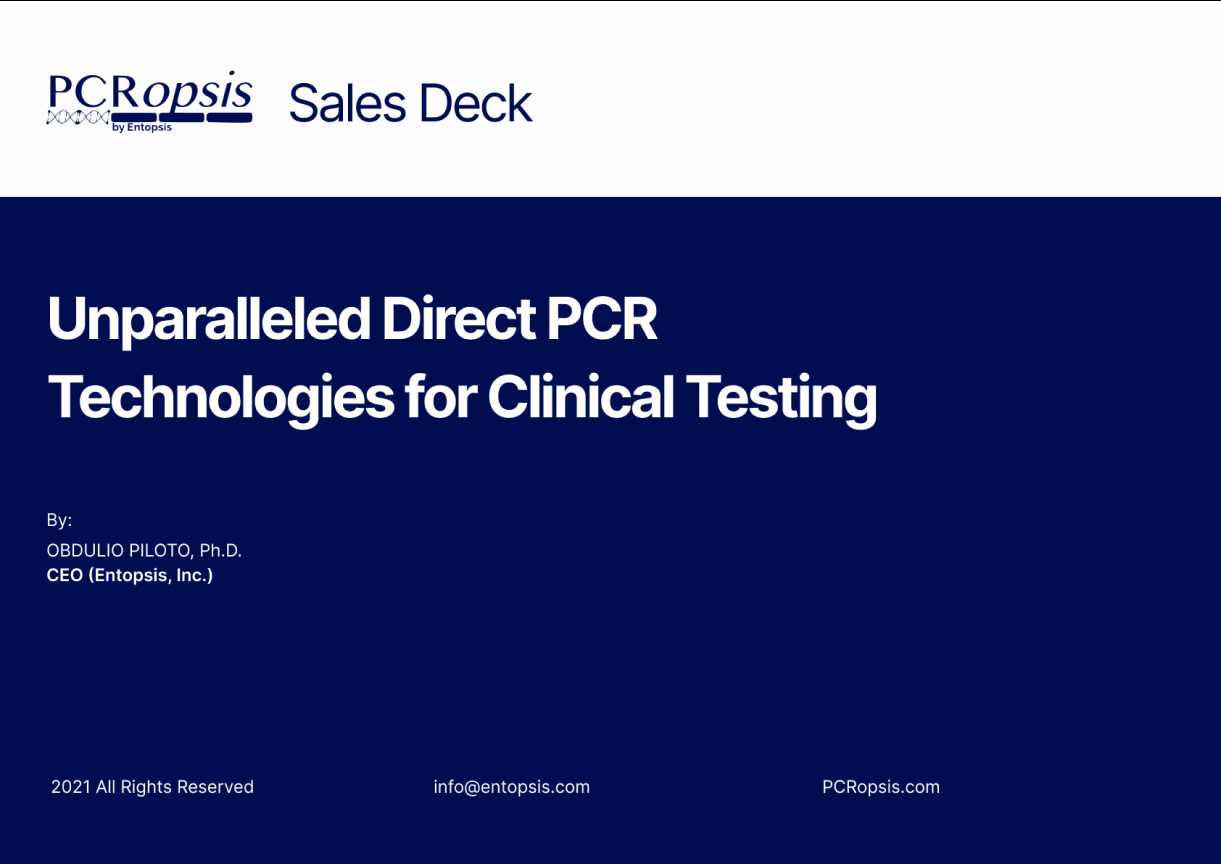 PCRopsis
by Entopsis
Sales Deck
Unparalleled Direct PCR
Technologies for Clinical Testing
By:
OBDULIO PILOTO, Ph.D.
CEO (Entopsis, Inc.)
2021 All Rights Reserved
info@entopsis.com
PCRopsis.com